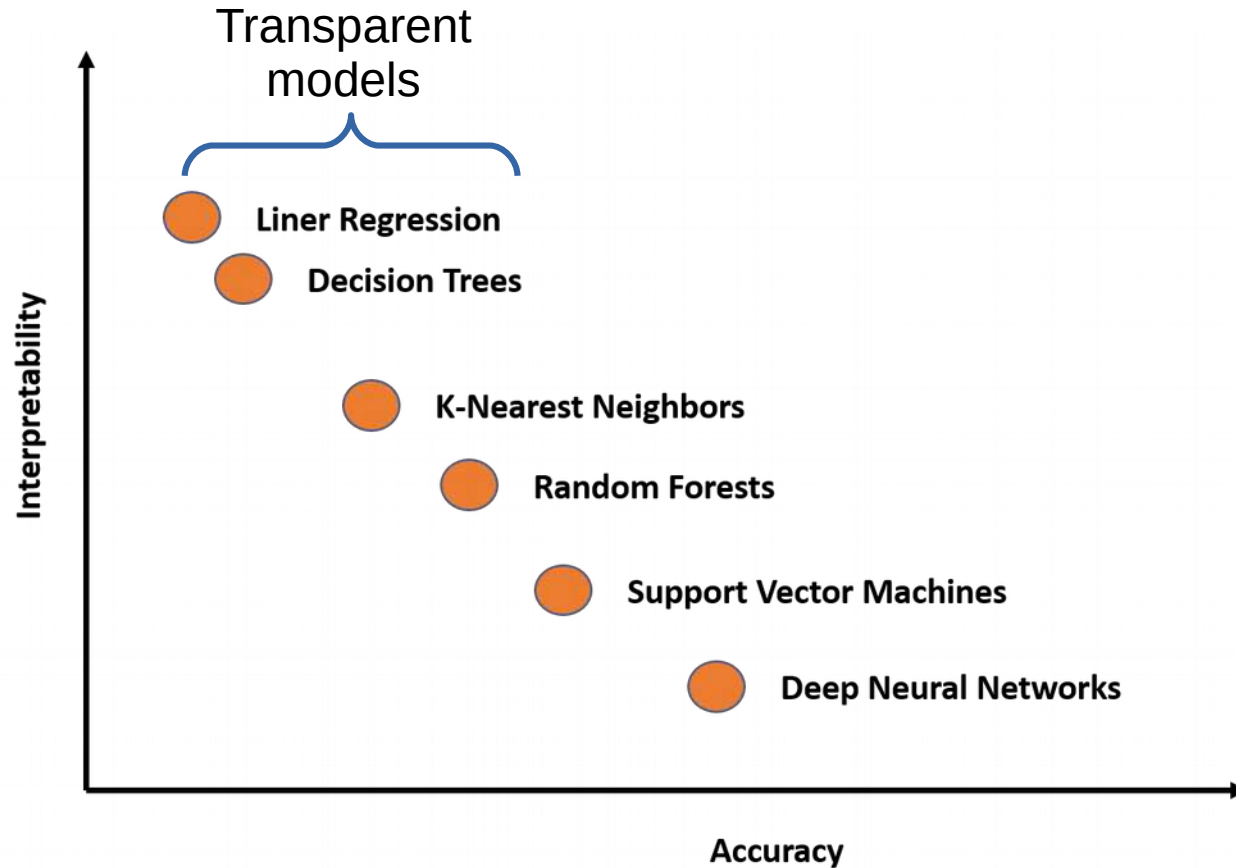 Transparent
models
Liner Regression
Decision Trees
K-Nearest Neighbors
Random Forests
Support Vector Machines
Deep Neural Networks
Interpretability
Accuracy